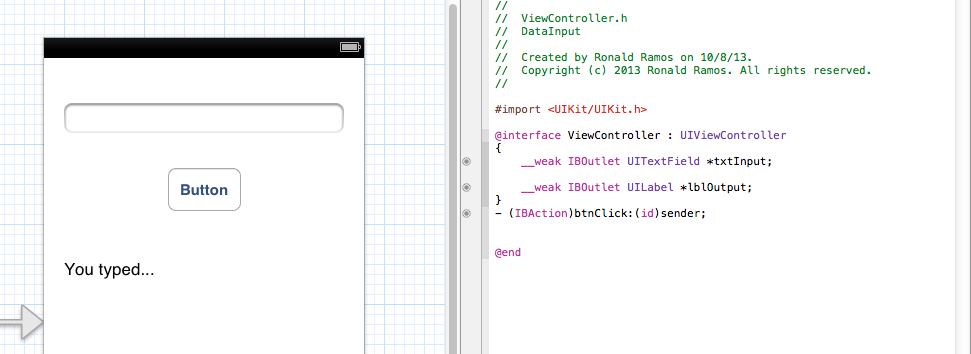 Button
You typed...
//
//  ViewController.h
//  DataInput
//
//  Created by Ronald Ramos on 10/8/13.
//  Copyright (c) 2013 Ronald Ramos. All rights reserved.
//
#import <UIKit/UIKit.h>
@interface ViewController : UIViewController
{
    __weak IBOutlet UITextField *txtInput;
    __weak IBOutlet UILabel *lblOutput;
}
- (IBAction)btnClick:(id)sender;
@end